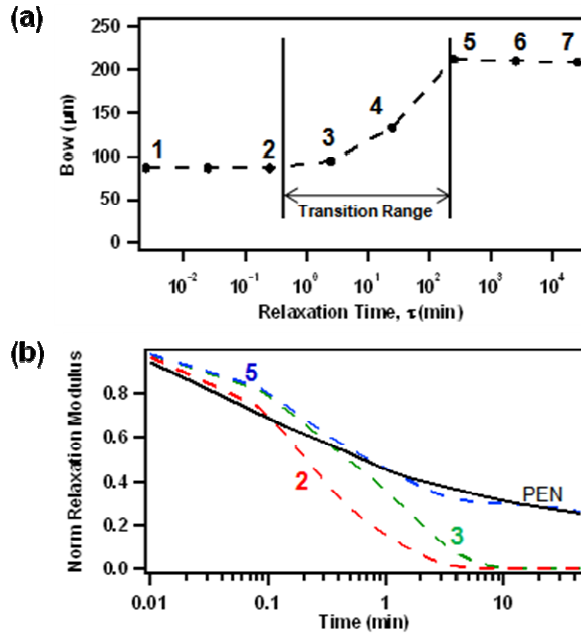 (a)
250
200
150
100
50
0
Bow (µm)
1
2
3
4
5
6
7
Transition Range
10⁻² 10⁻¹ 10⁰ 10¹ 10² 10³ 10⁴
Relaxation Time, τ (min)
(b)
0.8
0.6
0.4
0.2
0.0
Norm Relaxation Modulus
5
2
3
PEN
0.01 0.1 1 10
Time (min)